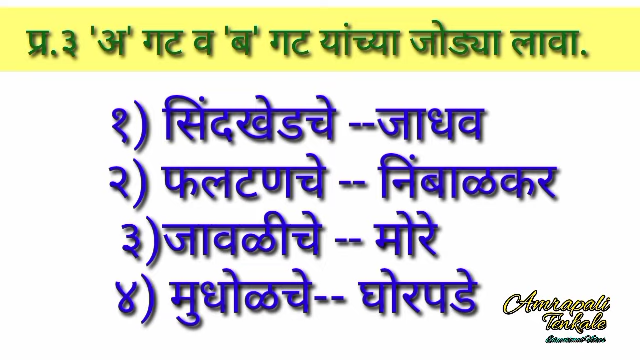 प्र.३ 'अ' गट व 'ब' गट यांच्या जोड्या लावा.
१) सिंदखेडचे --जाधव
२) फलटणचे -- निंबाळकर
३)जावळीचे -- मोरे
४) मुधोळचे-- घोरपडे
Amrapali
Tenkale